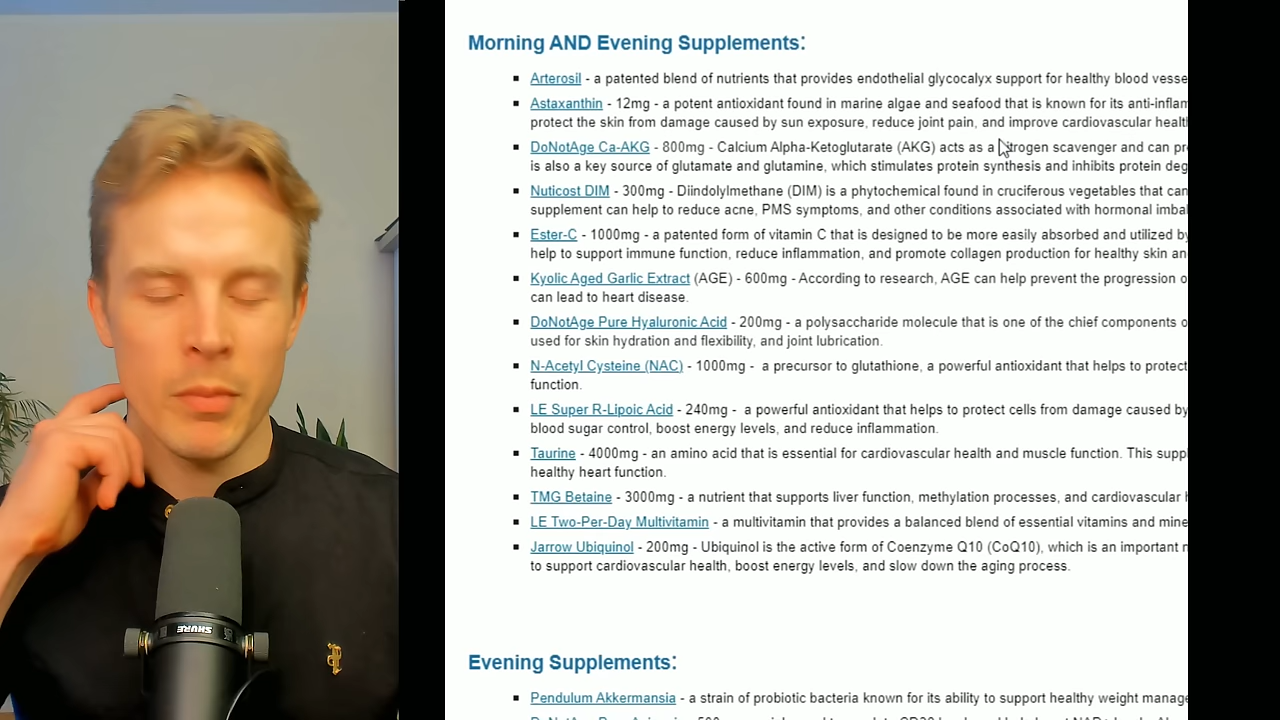 Morning AND Evening Supplements:
Arterosil - a patented blend of nutrients that provides endothelial glycocalyx support for healthy blood
Astaxanthin - 12mg - a potent antioxidant found in marine algae and seafood that is known for its
protect the skin from damage caused by sun exposure, reduce joint pain, and improve cardiovascular
DoNotAge Ca-AKG - 800mg - Calcium Alpha-Ketoglutarate (AKG) acts as a nitrogen scavenger and can
is also a key source of glutamate and glutamine, which stimulates protein synthesis and inhibits protein
Nuticost DIM - 300mg - Diindolylmethane (DIM) is a phytochemical found in cruciferous vegetables that can
supplement can help to reduce acne, PMS symptoms, and other conditions associated with hormonal
Ester-C - 1000mg - a patented form of vitamin C that is designed to be more easily absorbed and utilized by
help to support immune function, reduce inflammation, and promote collagen production for healthy skin
Kyolic Aged Garlic Extract (AGE) - 600mg - According to research, AGE can help prevent the progression
can lead to heart disease.
DoNotAge Pure Hyaluronic Acid - 200mg - a polysaccharide molecule that is one of the chief components
used for skin hydration and flexibility, and joint lubrication.
N-Acetyl Cysteine (NAC) - 1000mg - a precursor to glutathione, a powerful antioxidant that helps to protect
function.
LE Super R-Lipoic Acid - 240mg - a powerful antioxidant that helps to protect cells from damage caused by
blood sugar control, boost energy levels, and reduce inflammation.
Taurine - 4000mg - an amino acid that is essential for cardiovascular health and muscle function. This
healthy heart function.
TMG Betaine - 3000mg - a nutrient that supports liver function, methylation processes, and cardiovascular
LE Two-Per-Day Multivitamin - a multivitamin that provides a balanced blend of essential vitamins and
Jarrow Ubiquinol - 200mg - Ubiquinol is the active form of Coenzyme Q10 (CoQ10), which is an important
to support cardiovascular health, boost energy levels, and slow down the aging process.
Evening Supplements:
Pendulum Akkermansia - a strain of probiotic bacteria known for its ability to support healthy weight
SHURE